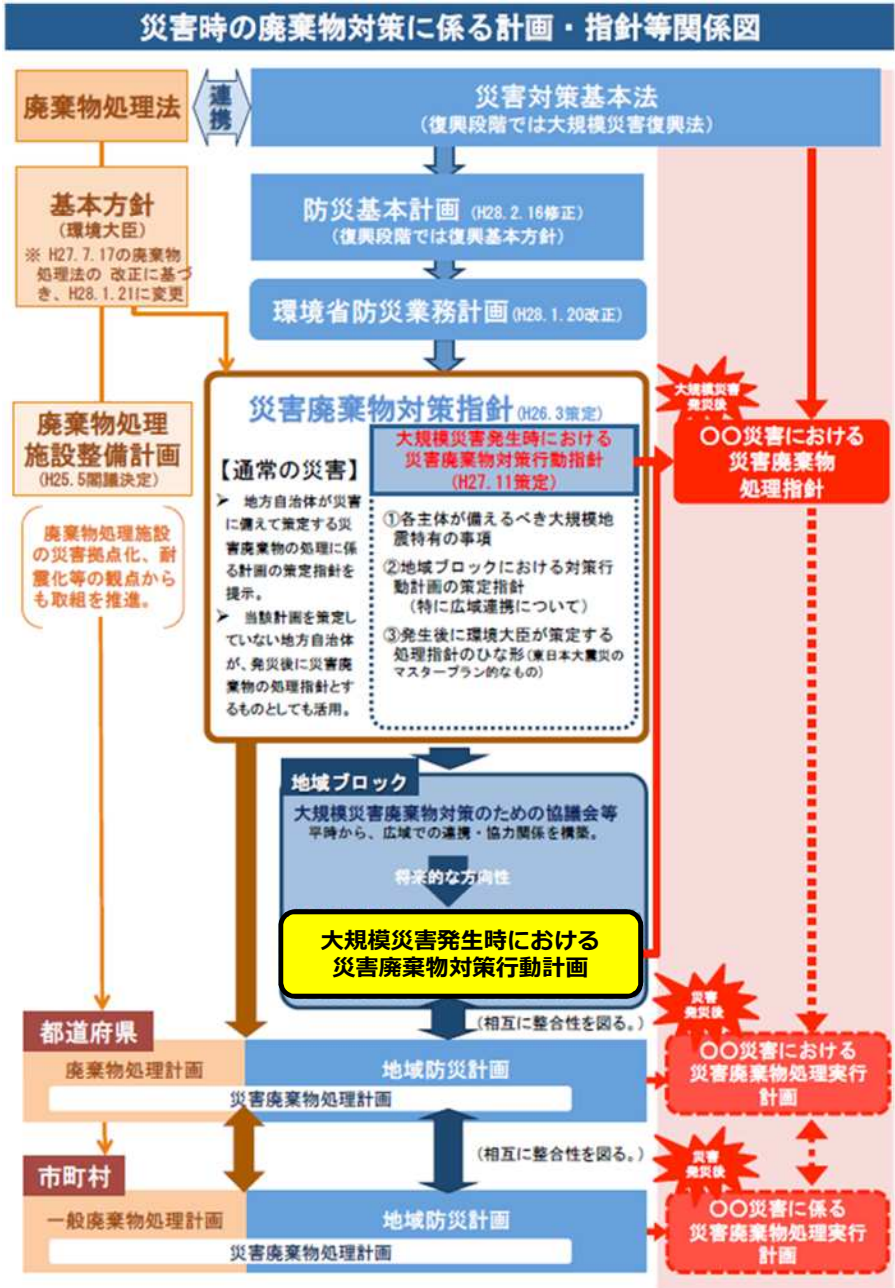 災害時の廃棄物対策に係る計画・指針等関係図
廃棄物処理法
連
携
災害対策基本法
(復興段階では大規模災害復興法)
基本方針
(環境大臣)
※ H27.7.17の廃棄物
処理法の 改正に基づ
き、H28.1.21に変更
防災基本計画 (H28.2.16修正)
(復興段階では復興基本方針)
環境省防災業務計画(H28.1.20改正)
廃棄物処理
施設整備計画
(H25.5閣議決定)
廃棄物処理施設
の災害拠点化、耐
震化等の観点から
も取組を推進。
災害廃棄物対策指針(H26.3策定)
【通常の災害】
➢ 地方自治体が災害
に備えて策定する災
害廃棄物の処理に係
る計画の策定指針を
提示。
➢ 当該計画を策定し
ていない地方自治体
が、発災後に災害廃
棄物の処理指針とす
るものとしても活用。
大規模災害発生時における
災害廃棄物対策行動指針
(H27.11策定)
①各主体が備えるべき大規模地
震特有の事項
②地域ブロックにおける対策行
動計画の策定指針
(特に広域連携について)
③発生後に環境大臣が策定する
処理指針のひな形(東日本大震災の
マスタープラン的なもの)
大規模災害
発災後
〇〇災害における
災害廃棄物
処理指針
地域ブロック
大規模災害廃棄物対策のための協議会等
平時から、広域での連携・協力関係を構築。
将来的な方向性
大規模災害発生時における
災害廃棄物対策行動計画
(相互に整合性を図る。)
災害
発災後
都道府県
廃棄物処理計画
地域防災計画
災害廃棄物処理計画
〇〇災害における
災害廃棄物処理実行
計画
(相互に整合性を図る。)
災害
発災後
市町村
一般廃棄物処理計画
地域防災計画
災害廃棄物処理計画
〇〇災害に係る
災害廃棄物処理実行
計画